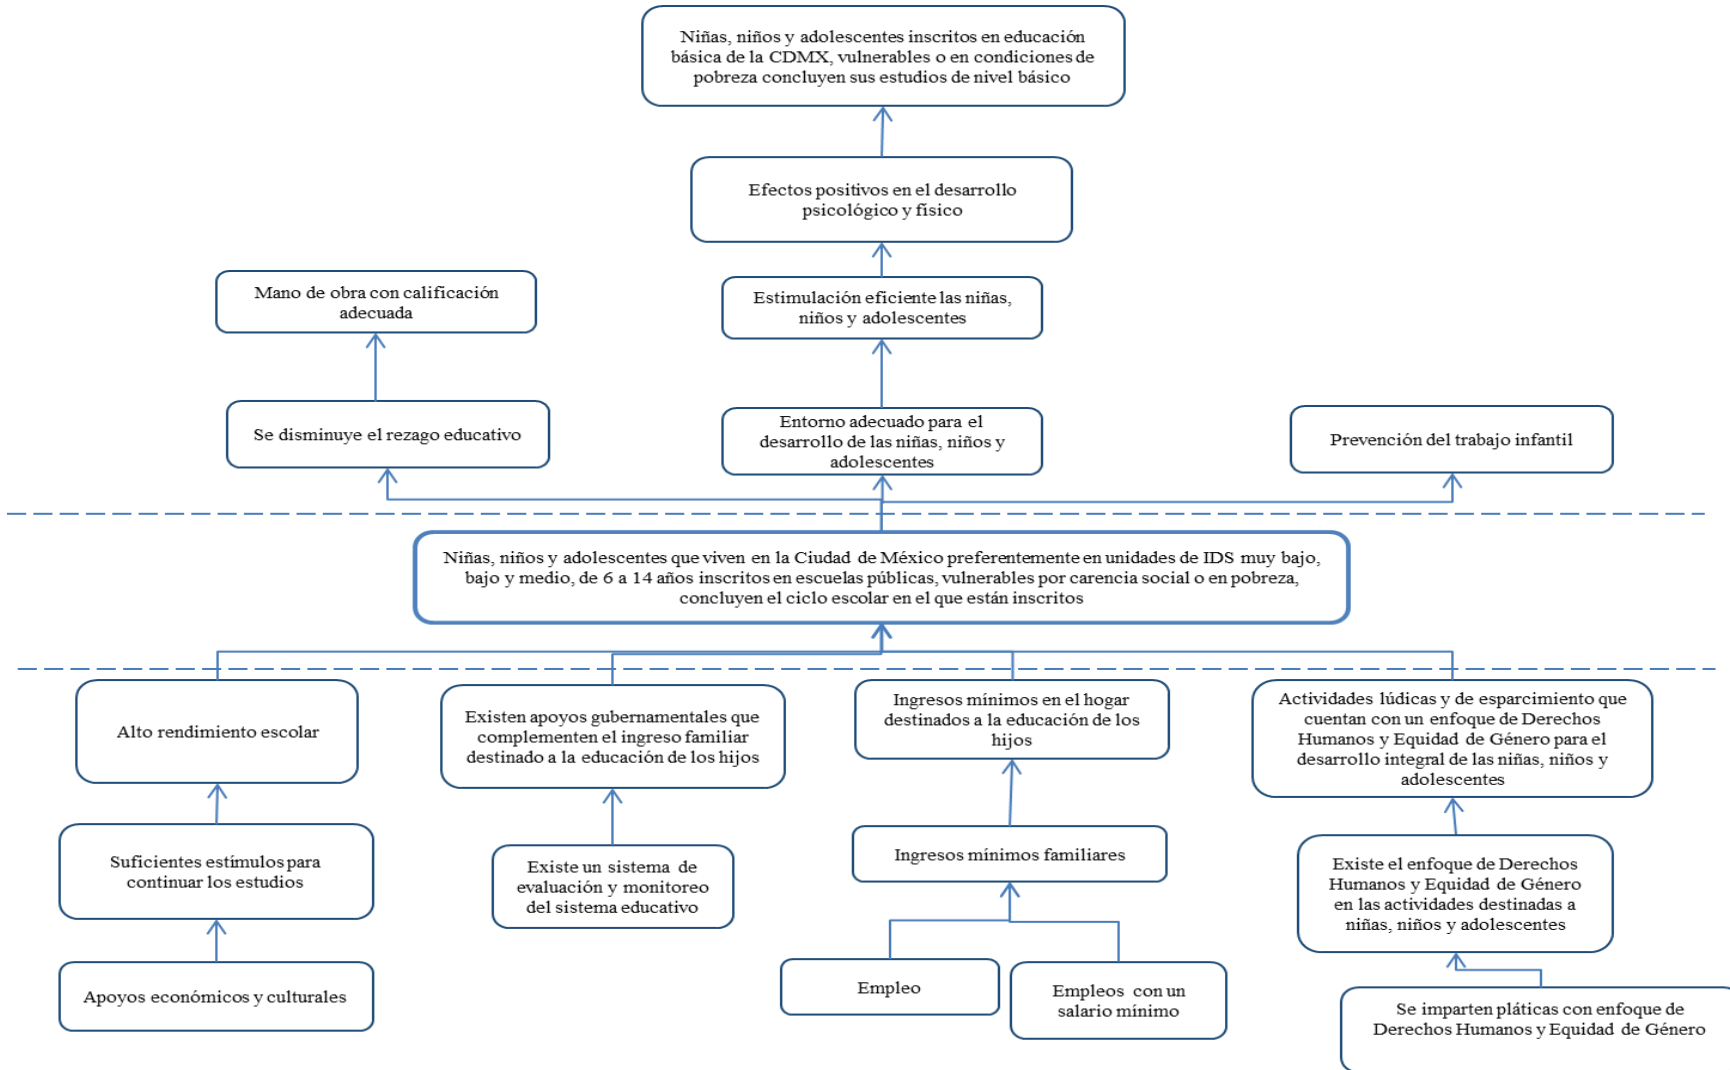 Niñas, niños y adolescentes inscritos en educación
básica de la CDMX, vulnerables o en condiciones de
pobreza concluyen sus estudios de nivel básico
Efectos positivos en el desarrollo
psicológico y físico
Mano de obra con calificación
adecuada
Estimulación eficiente las niñas,
niños y adolescentes
Se disminuye el rezago educativo
Entorno adecuado para el
desarrollo de las niñas, niños y
adolescentes
Prevención del trabajo infantil
Niñas, niños y adolescentes que viven en la Ciudad de México preferentemente en unidades de IDS muy bajo,
bajo y medio, de 6 a 14 años inscritos en escuelas públicas, vulnerables por carencia social o en pobreza,
concluyen el ciclo escolar en el que están inscritos
Alto rendimiento escolar
Existen apoyos gubernamentales que
complementen el ingreso familiar
destinado a la educación de los hijos
Ingresos mínimos en el hogar
destinados a la educación de los
hijos
Actividades lúdicas y de esparcimiento que
cuentan con un enfoque de Derechos
Humanos y Equidad de Género para el
desarrollo integral de las niñas, niños y
adolescentes
Suficientes estímulos para
continuar los estudios
Existe un sistema de
evaluación y monitoreo
del sistema educativo
Ingresos mínimos familiares
Existe el enfoque de Derechos
Humanos y Equidad de Género
en las actividades destinadas a
niñas, niños y adolescentes
Apoyos económicos y culturales
Empleo
Empleos con un
salario mínimo
Se imparten pláticas con enfoque de
Derechos Humanos y Equidad de Género